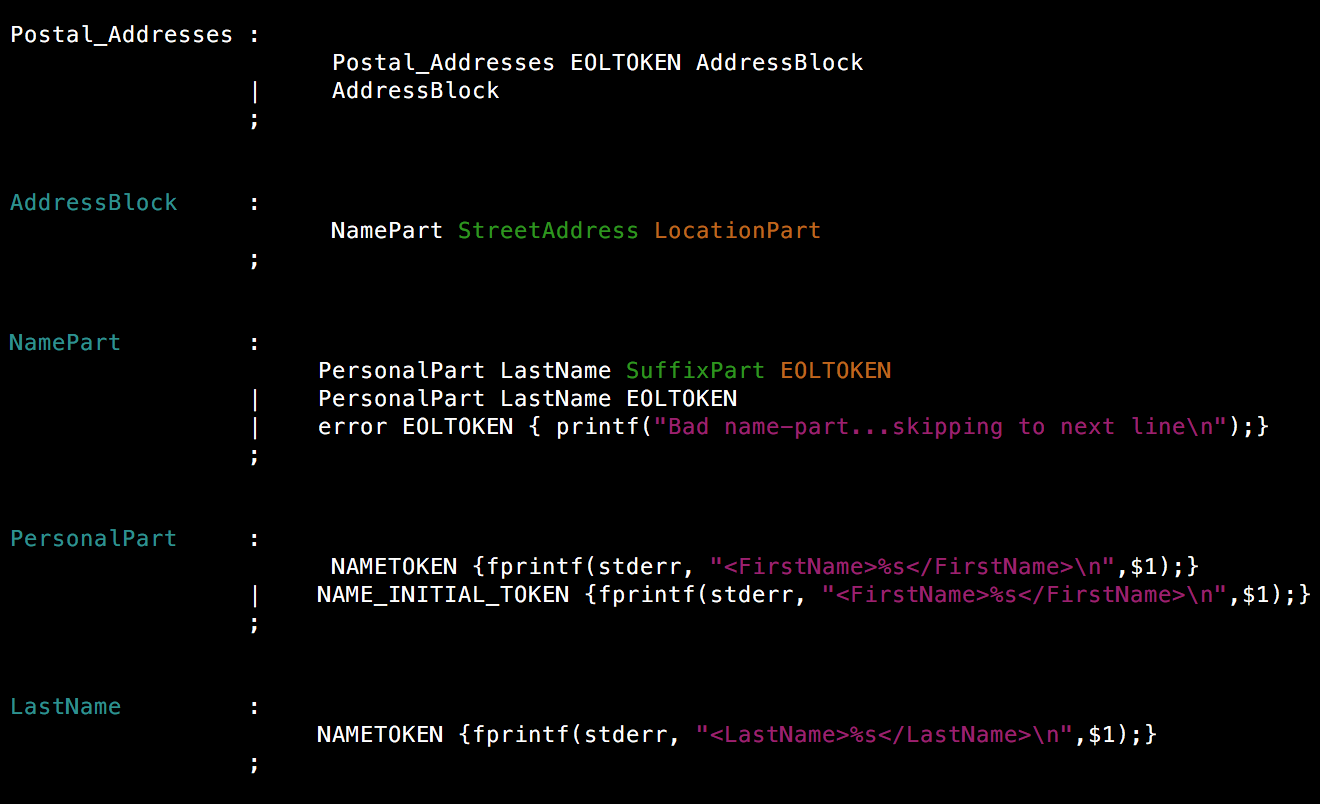 Postal_Addresses :
Postal_Addresses EOLTOKEN AddressBlock
| AddressBlock
;
AddressBlock :
NamePart StreetAddress LocationPart
;
NamePart :
PersonalPart LastName SuffixPart EOLTOKEN
| PersonalPart LastName EOLTOKEN
| error EOLTOKEN { printf("Bad name-part...skipping to next line\n");}
;
PersonalPart :
NAMETOKEN {fprintf(stderr, "<FirstName>%s</FirstName>\n",$1);}
| NAME_INITIAL_TOKEN {fprintf(stderr, "<FirstName>%s</FirstName>\n",$1);}
;
LastName :
NAMETOKEN {fprintf(stderr, "<LastName>%s</LastName>\n",$1);}
;